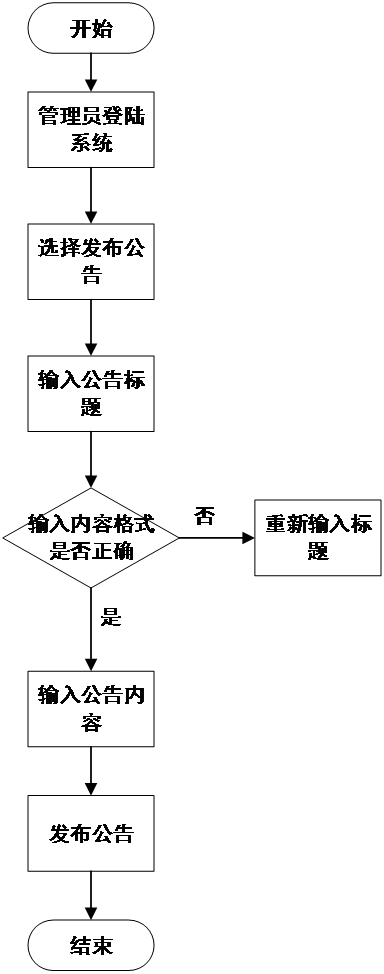 开始
管理员登陆
系统
选择发布公
告
输入公告标
题
输入内容格式
是否正确
否
重新输入标
题
是
输入公告内
容
发布公告
结束